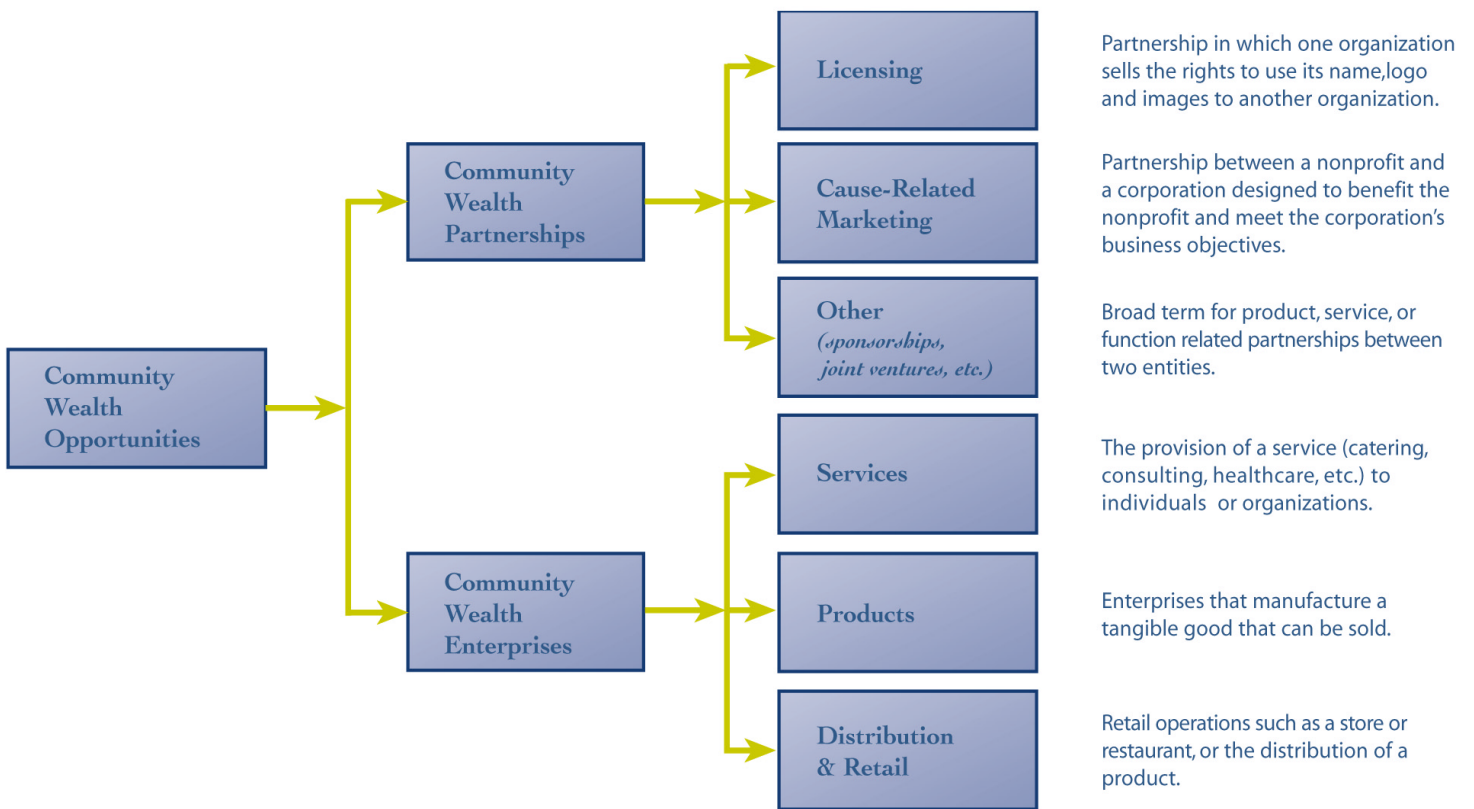 Licensing
Partnership in which one organization
sells the rights to use its name,logo
and images to another organization.
Community
Wealth
Partnerships
Cause-Related
Marketing
Partnership between a nonprofit and
a corporation designed to benefit the
nonprofit and meet the corporation’s
business objectives.
Other
(sponsorships,
joint ventures, etc.)
Broad term for product, service, or
function related partnerships between
two entities.
Community
Wealth
Opportunities
Services
The provision of a service (catering,
consulting, healthcare, etc.) to
individuals or organizations.
Community
Wealth
Enterprises
Products
Enterprises that manufacture a
tangible good that can be sold.
Distribution
& Retail
Retail operations such as a store or
restaurant, or the distribution of a
product.